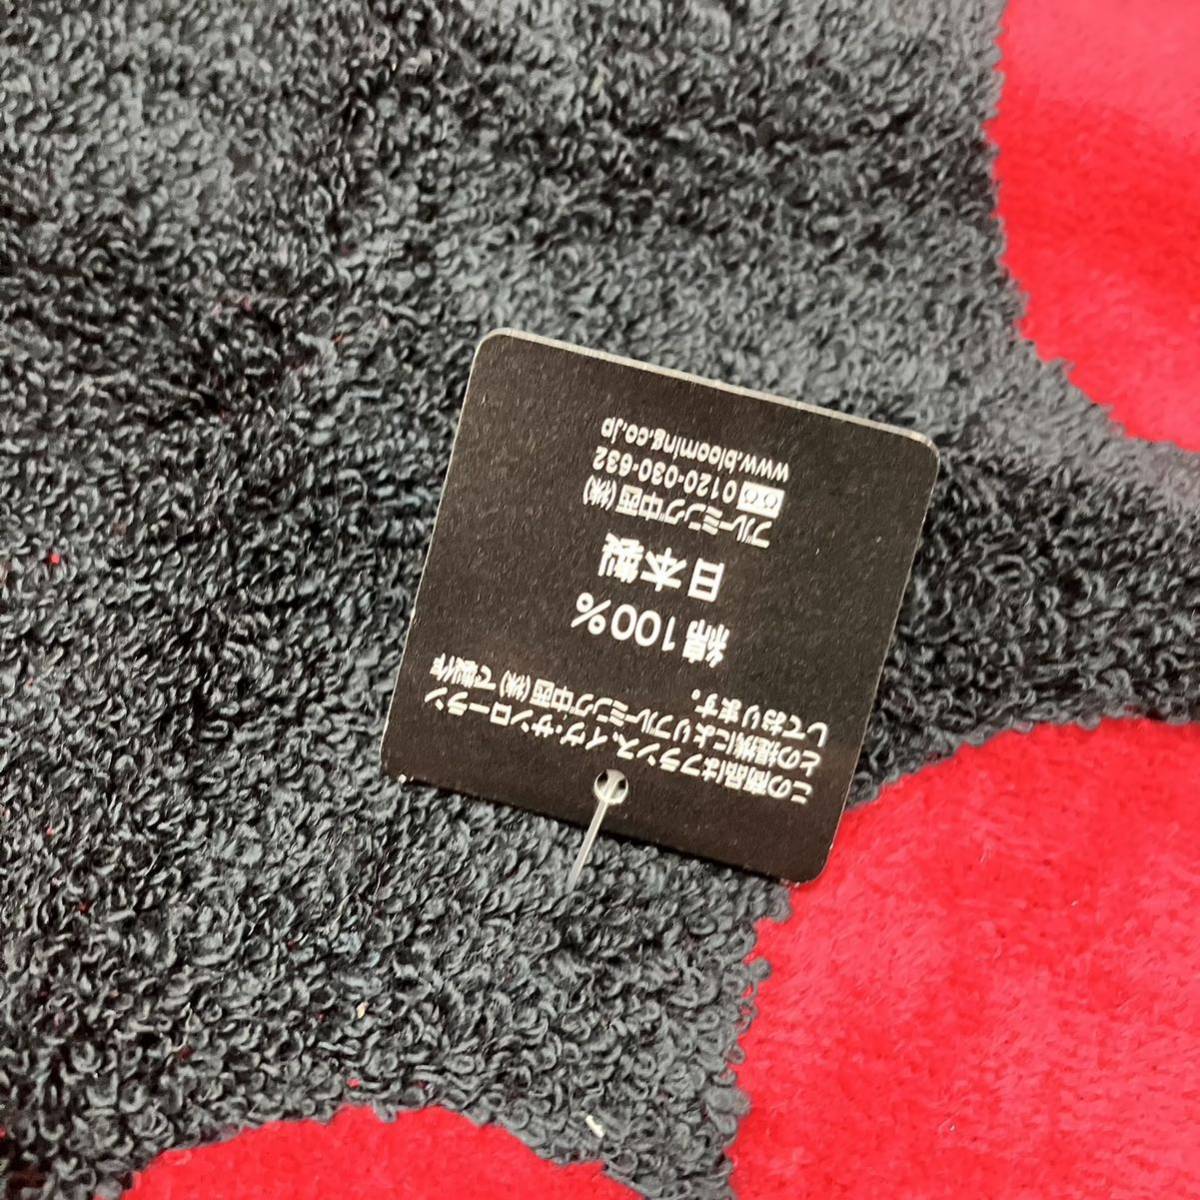 この商品はフランス、イヴ・サンローラン
との提携によりブルーミング中西(株)で製作
しております。
綿100%
日本製
ブルーミング中西(株)
0120-030-632
www.blooming.co.jp